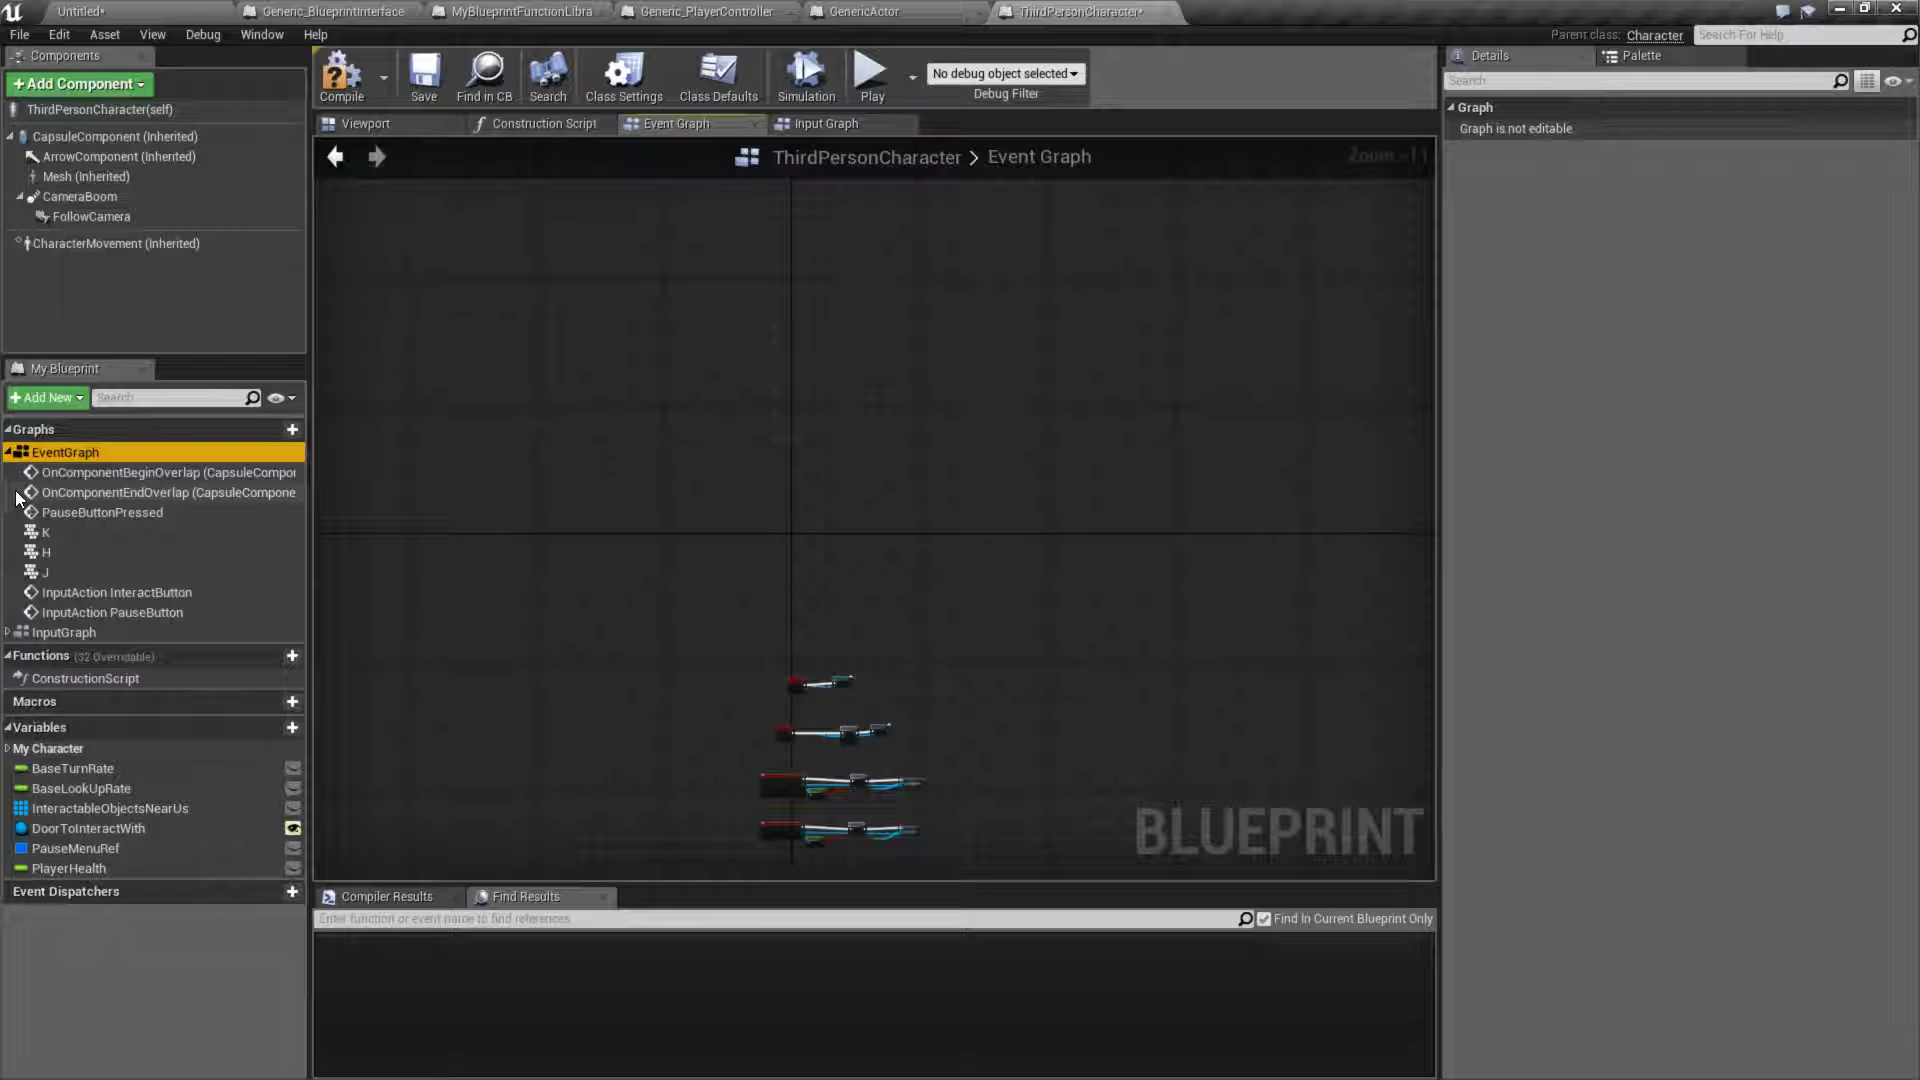 Untitled*
Generic_BlueprintInterface
MyBlueprintFunctionLibra
Generic_PlayerController
GenericActor
ThirdPersonCharacter*
File
Edit
Asset
View
Debug
Window
Help
Parent class: Character
Search For Help
Components
+Add Component
ThirdPersonCharacter(self)
CapsuleComponent (Inherited)
ArrowComponent (Inherited)
Mesh (Inherited)
CameraBoom
FollowCamera
CharacterMovement (Inherited)
Compile
Save
Find in CB
Search
Class Settings
Class Defaults
Simulation
Play
No debug object selected
Debug Filter
Viewport
Construction Script
Event Graph
Input Graph
ThirdPersonCharacter > Event Graph
Zoom -11
BLUEPRINT
Details
Palette
Search
Graph
Graph is not editable
My Blueprint
+Add New
Search
Graphs
EventGraph
OnComponentBeginOverlap (CapsuleCompor
OnComponentEndOverlap (CapsuleCompone
PauseButtonPressed
K
H
J
InputAction InteractButton
InputAction PauseButton
InputGraph
Functions (32 Overridable)
ConstructionScript
Macros
Variables
My Character
BaseTurnRate
BaseLookUpRate
InteractableObjectsNearUs
DoorToInteractWith
PauseMenuRef
PlayerHealth
Event Dispatchers
Compiler Results
Find Results
Enter function or event name to find references.
Find In Current Blueprint Only